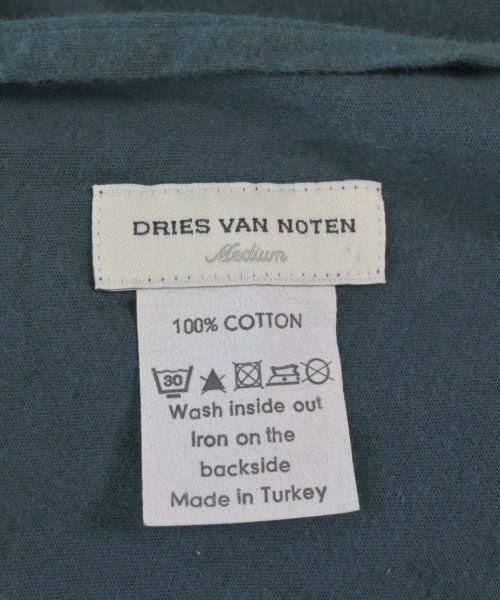 DRIES VAN NOTEN
Medium
100% COTTON
30
Wash inside out
Iron on the
backside
Made in Turkey